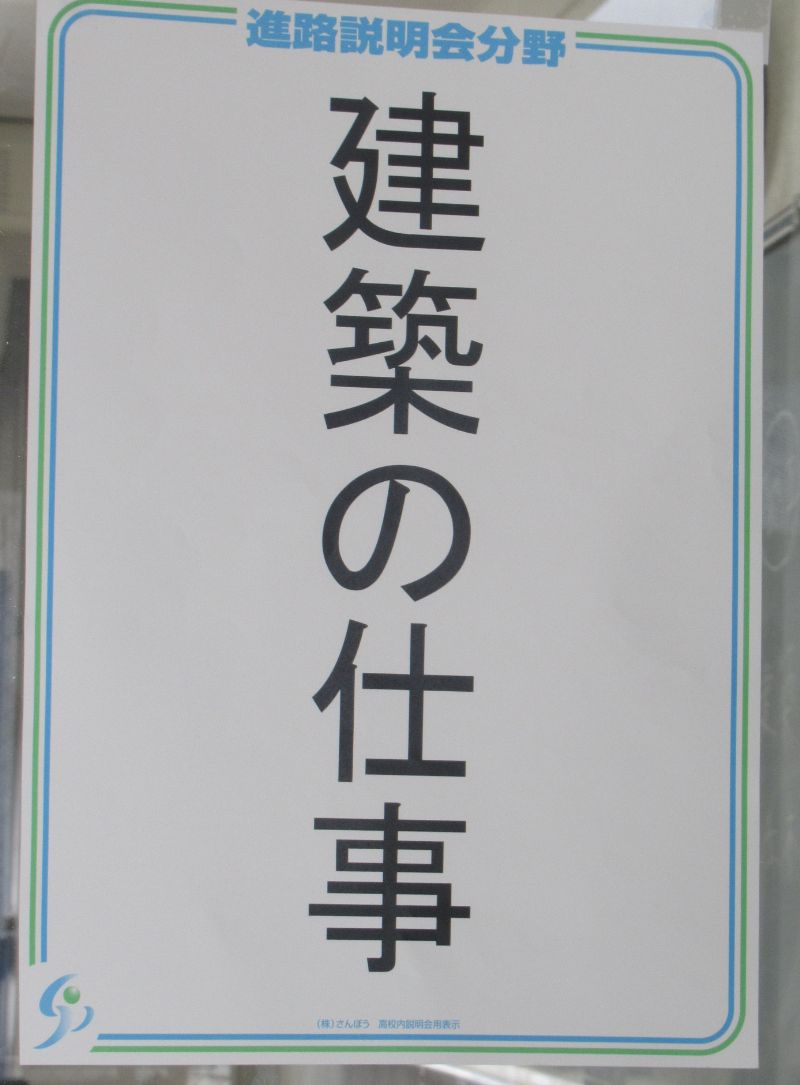 進路説明会分野
建築の仕事
(株)さんぽう 高校内説明会用表示